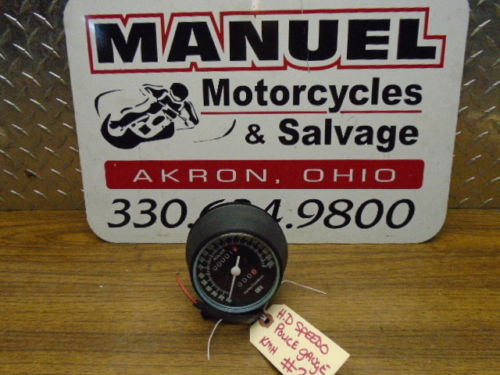 MANUEL
Motorcycles
& Salvage
AKRON, OHIO
330. 4.9800
H.D SPEEDO
POLICE GAUGE
KMH